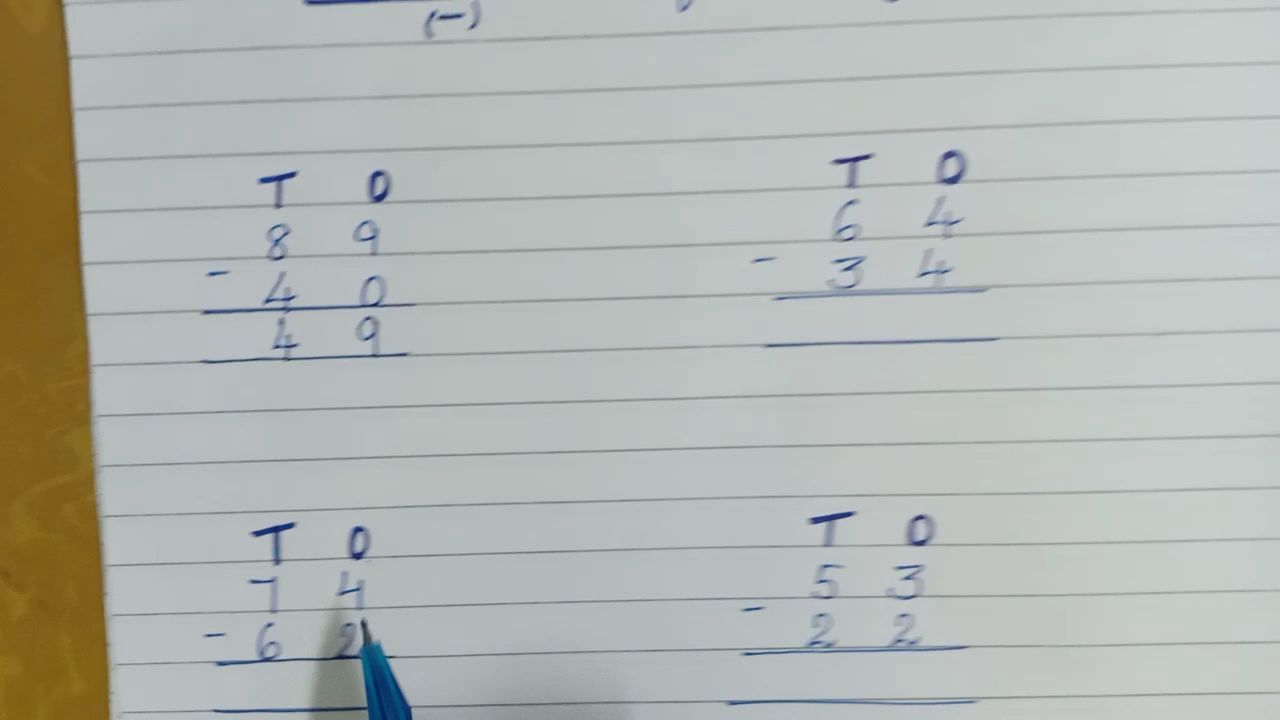 (-)
T O
8 9
- 4 0
4 9
T O
6 4
- 3 4
T O
7 4
- 6 2
T O
5 3
- 2 2